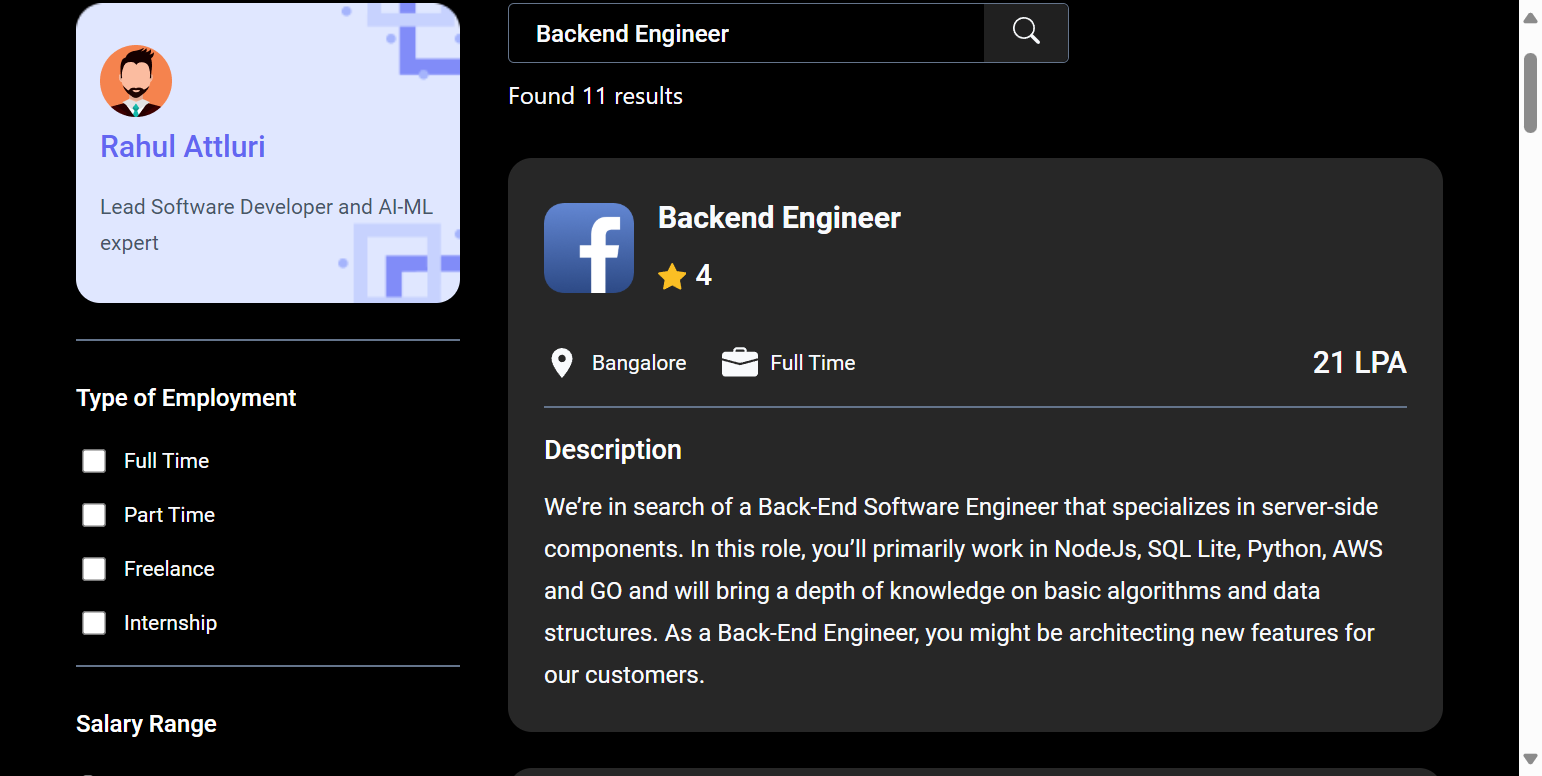 Rahul Attluri
Lead Software Developer and AI-ML
expert
Type of Employment
Full Time
Part Time
Freelance
Internship
Salary Range
Backend Engineer
Found 11 results
f
Backend Engineer
4
Bangalore
Full Time
21 LPA
Description
We’re in search of a Back-End Software Engineer that specializes in server-side
components. In this role, you’ll primarily work in NodeJs, SQL Lite, Python, AWS
and GO and will bring a depth of knowledge on basic algorithms and data
structures. As a Back-End Engineer, you might be architecting new features for
our customers.